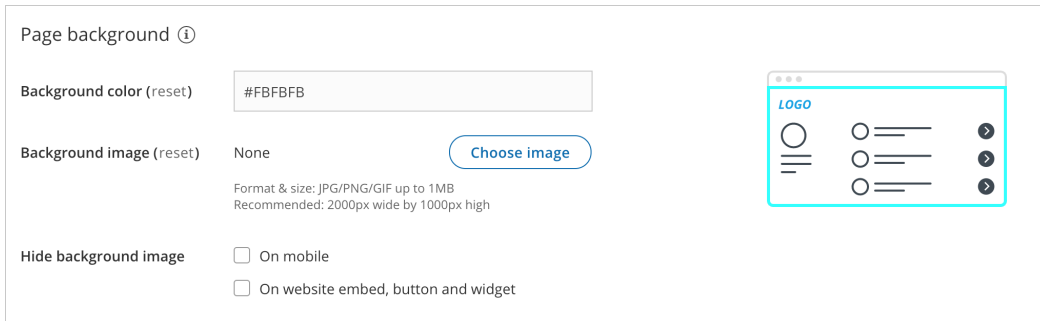 Page background
Background color (reset)
#FBFBFB
LOGO
Background image (reset)
None
Choose image
Format & size: JPG/PNG/GIF up to 1MB
Recommended: 2000px wide by 1000px high
Hide background image
On mobile
On website embed, button and widget